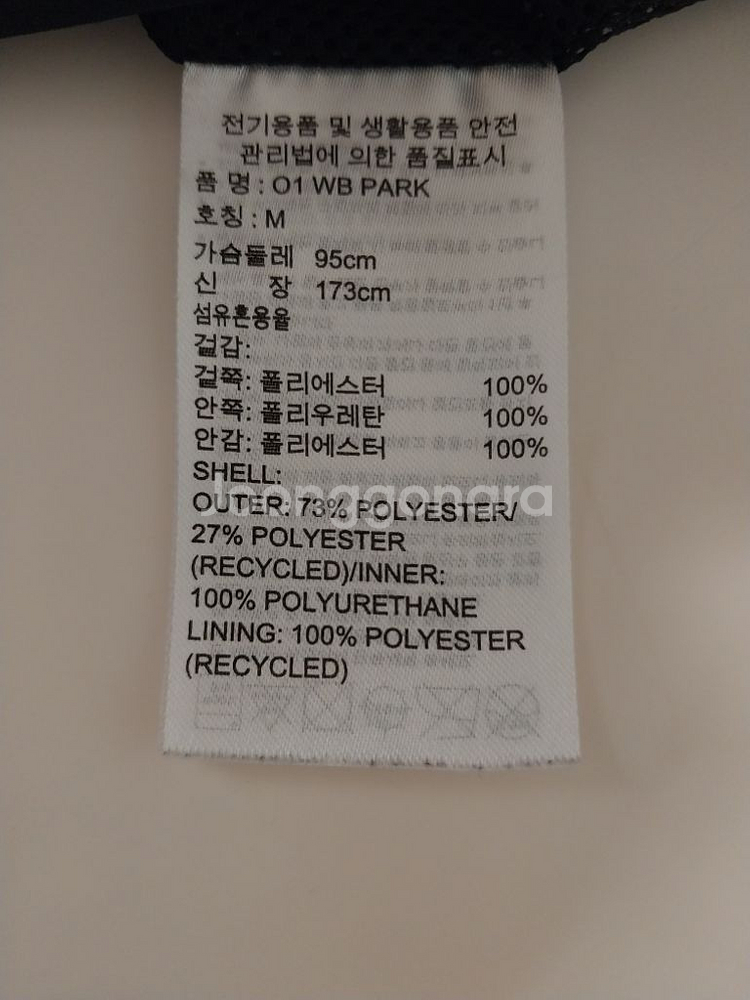 전기용품 및 생활용품 안전
관리법에 의한 품질표시
품 명 : O1 WB PARK
호칭 : M
가슴둘레 95cm
신 장 173cm
섬유혼용율
겉감:
겉쪽: 폴리에스터 100%
안쪽: 폴리우레탄 100%
안감: 폴리에스터 100%
SHELL:
Joonggonara
OUTER: 73% POLYESTER/
27% POLYESTER
(RECYCLED)/INNER:
100% POLYURETHANE
LINING: 100% POLYESTER
(RECYCLED)